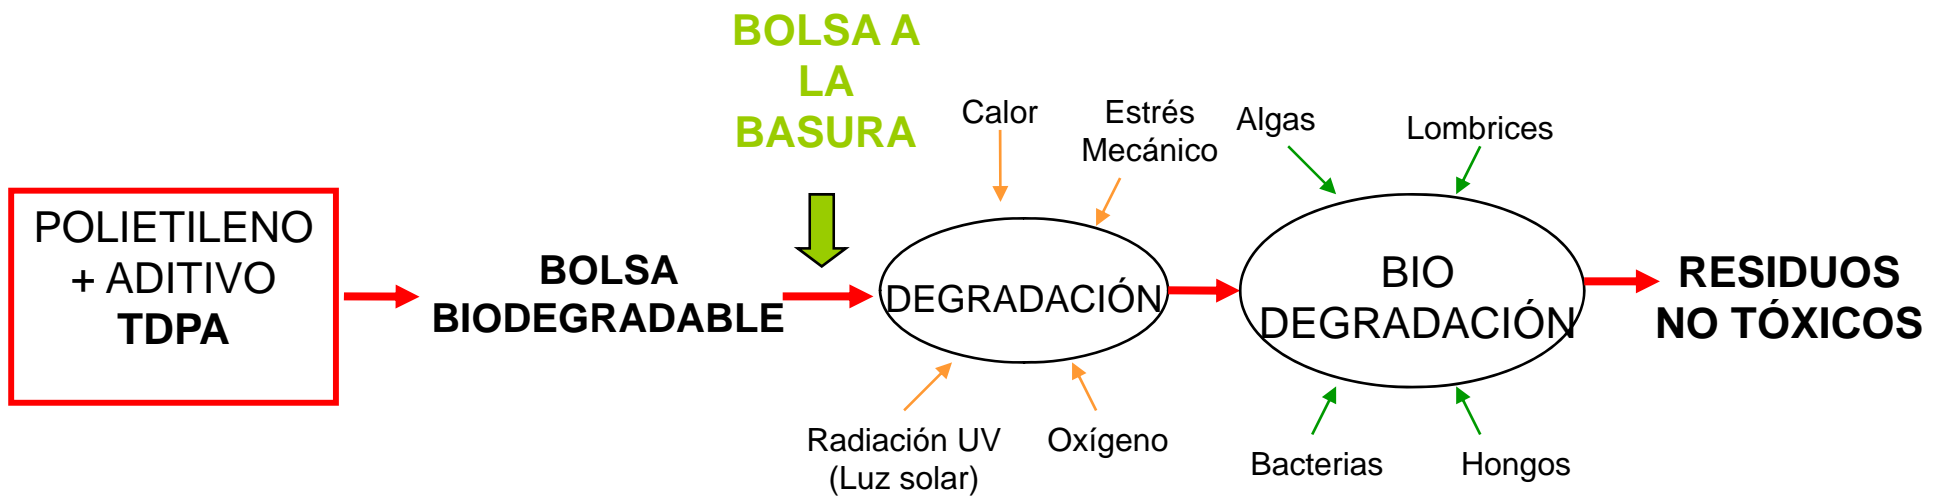 BOLSA A
LA
BASURA
Calor
Estrés
Mecánico
Algas
Lombrices
POLIETILENO
+ ADITIVO
TDPA
BOLSA
BIODEGRADABLE
DEGRADACIÓN
BIO
DEGRADACIÓN
RESIDUOS
NO TÓXICOS
Radiación UV
(Luz solar)
Oxígeno
Bacterias
Hongos